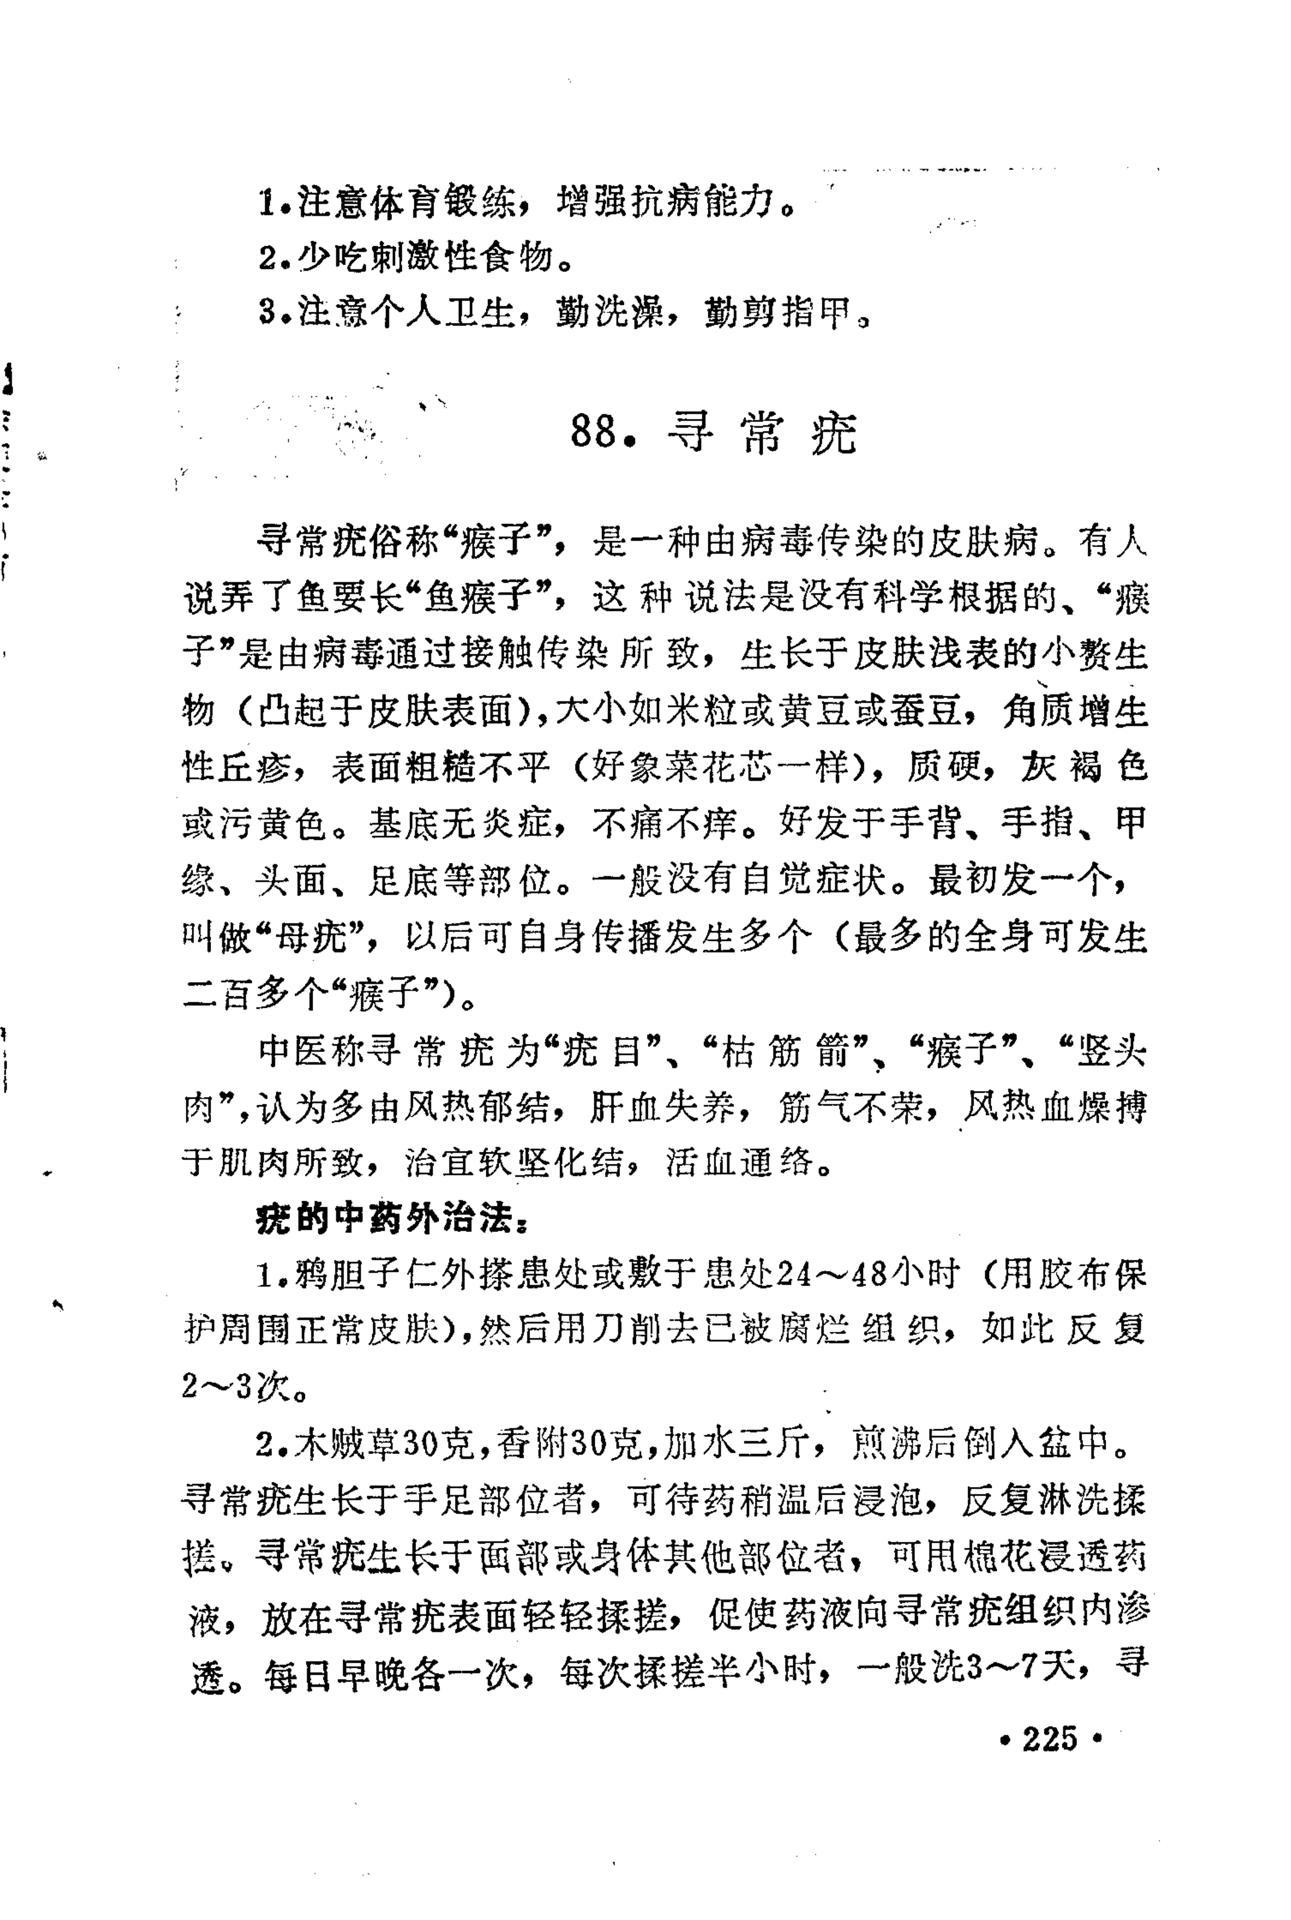 1.注意体育锻练，增强抗病能力。
2.少吃刺激性食物。
3.注意个人卫生，勤洗澡，勤剪指甲。
88.寻常疣
寻常疣俗称“瘊子”，是一种由病毒传染的皮肤病。有人
说弄了鱼要长“鱼瘊子”，这种说法是没有科学根据的、“瘊
子”是由病毒通过接触传染所致，生长于皮肤浅表的小赘生
物（凸起于皮肤表面），大小如米粒或黄豆或蚕豆，角质增生
性丘疹，表面粗糙不平（好象菜花芯一样），质硬，灰褐色
或污黄色。基底无炎症，不痛不痒。好发于手背、手指、甲
缘、头面、足底等部位。一般没有自觉症状。最初发一个，
叫做“母疣”，以后可自身传播发生多个（最多的全身可发生
二百多个“瘊子”）。
中医称寻常疣为“疣目”、“枯筋箭”、“瘊子”、“竖头
肉”，认为多由风热郁结，肝血失养，筋气不荣，风热血燥搏
于肌肉所致，治宜软坚化结，活血通络。
疣的中药外治法：
1.鸦胆子仁外搽患处或敷于患处24～48小时（用胶布保
护周围正常皮肤），然后用刀削去已被腐烂组织，如此反复
2～3次。
2.木贼草30克，香附30克，加水三斤，煎沸后倒入盆中。
寻常疣生长于手足部位者，可待药稍温后浸泡，反复淋洗揉
搓。寻常疣生长于面部或身体其他部位者，可用棉花浸透药
液，放在寻常疣表面轻轻揉搓，促使药液向寻常疣组织内渗
透。每日早晚各一次，每次揉搓半小时，一般洗3～7天，寻
·225·